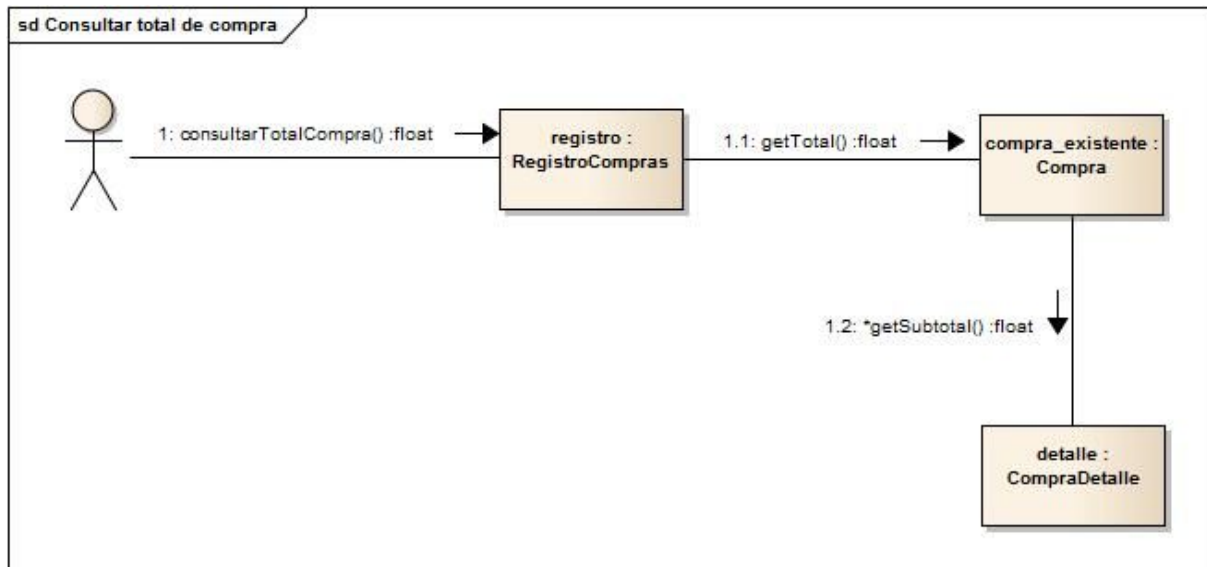 sd Consultar total de compra
1: consultarTotalCompra() :float
registro :
RegistroCompras
1.1: getTotal() :float
compra_existente :
Compra
1.2: *getSubtotal() :float
detalle :
CompraDetalle